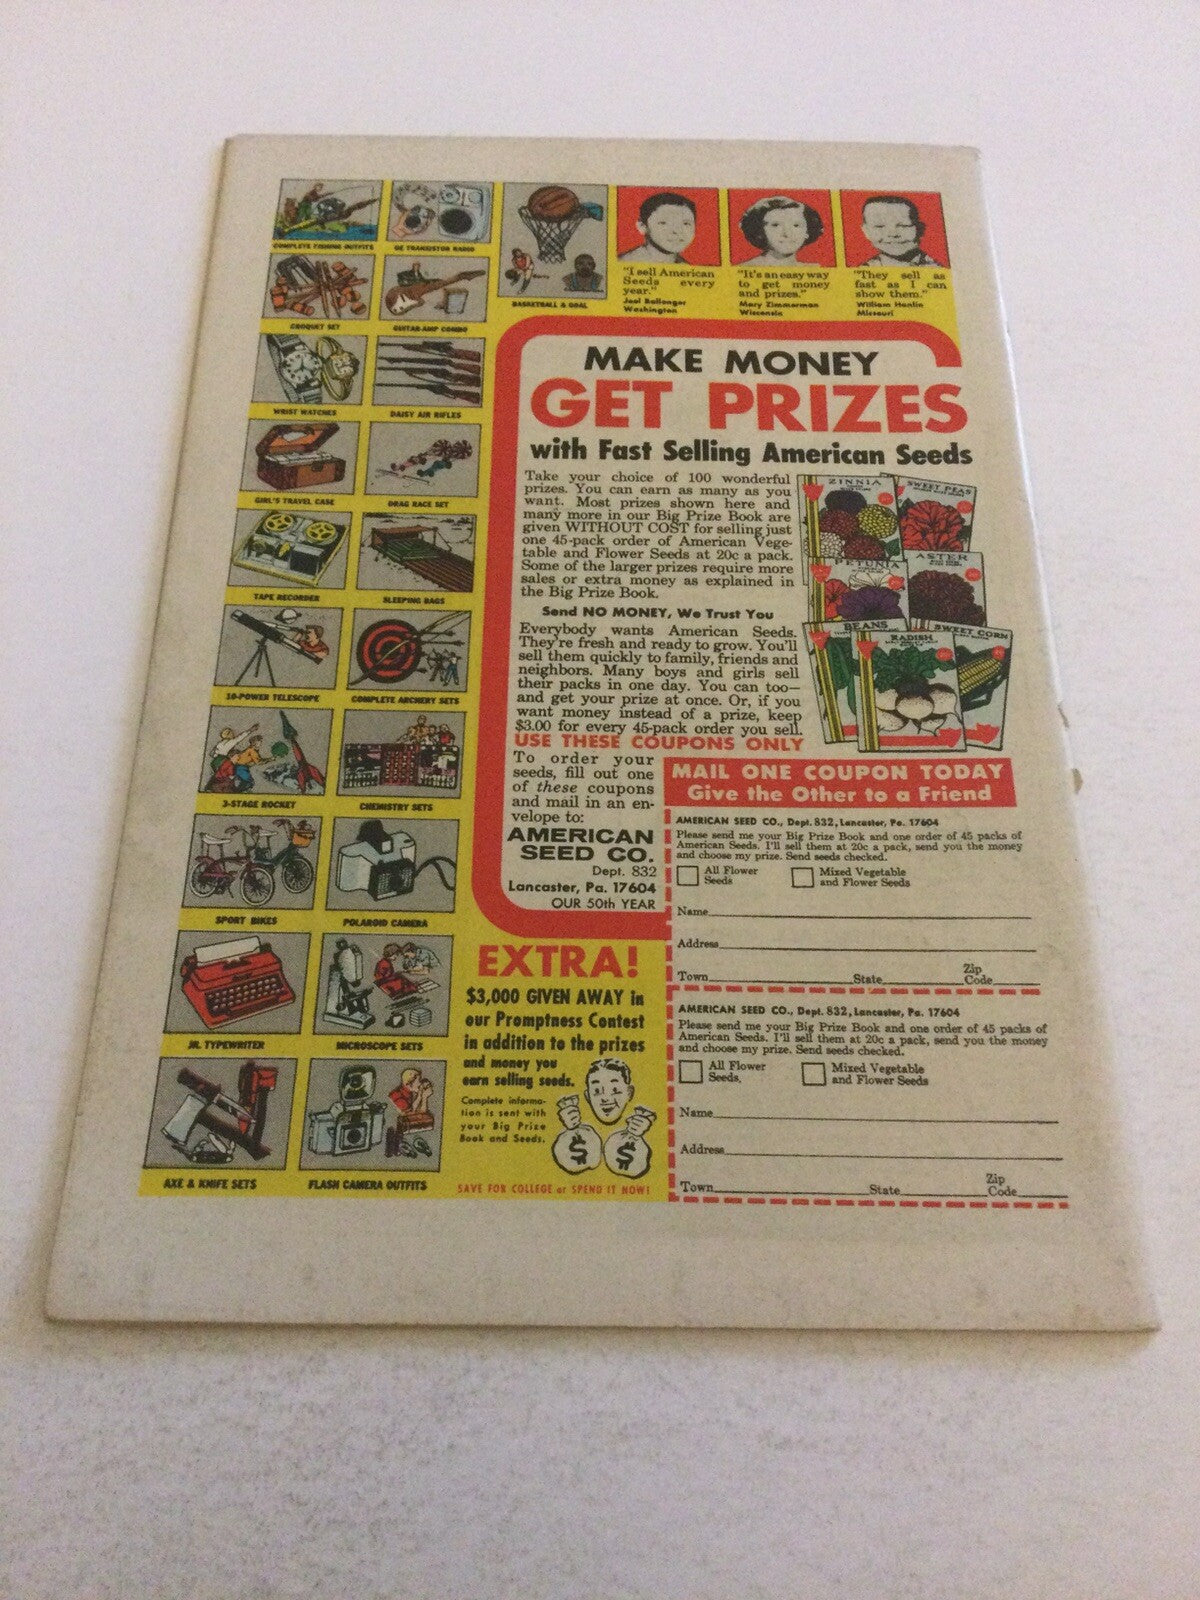 COMPLETE FISHING OUTFITS
GE TRANSISTOR RADIO
BASKETBALL & GOAL
CROQUET SET
GUITAR-AMP COMBO
WRIST WATCHES
DAISY AIR RIFLES
GIRL'S TRAVEL CASE
DRAG RACE SET
TAPE RECORDER
SLEEPING BAGS
10-POWER TELESCOPE
COMPLETE ARCHERY SETS
3-STAGE ROCKET
CHEMISTRY SETS
SPORT BIKES
POLAROID CAMERA
JR. TYPEWRITER
MICROSCOPE SETS
AXE & KNIFE SETS
FLASH CAMERA OUTFITS
"I sell American
Seeds every
year."
Joel Ballenger
Washington
"It's an easy way
to get money
and prizes."
Mary Zimmerman
Wisconsin
"They sell as
fast as I can
show them."
William Henlin
Missouri
MAKE MONEY
GET PRIZES
with Fast Selling American Seeds
Take your choice of 100 wonderful
prizes. You can earn as many as you
want. Most prizes shown here and
many more in our Big Prize Book are
given WITHOUT COST for selling just
one 45-pack order of American Vege-
table and Flower Seeds at 20c a pack.
Some of the larger prizes require more
sales or extra money as explained in
the Big Prize Book.
Send NO MONEY, We Trust You
Everybody wants American Seeds.
They're fresh and ready to grow. You'll
sell them quickly to family, friends and
neighbors. Many boys and girls sell
their packs in one day. You can too—
and get your prize at once. Or, if you
want money instead of a prize, keep
$3.00 for every 45-pack order you sell.
USE THESE COUPONS ONLY
ZINNIA
SWEET PEAS
PETUNIA
ASTER
BEANS
RADISH
SWEET CORN
To order your
seeds, fill out one
of these coupons
and mail in an en-
velope to:
AMERICAN
SEED CO.
Dept. 832
Lancaster, Pa. 17604
OUR 50th YEAR
MAIL ONE COUPON TODAY
Give the Other to a Friend
AMERICAN SEED CO., Dept. 832, Lancaster, Pa. 17604
Please send me your Big Prize Book and one order of 45 packs of
American Seeds. I'll sell them at 20c a pack, send you the money
and choose my prize. Send seeds checked.
All Flower
Seeds
Mixed Vegetable
and Flower Seeds
Name
Address
Town State Zip Code
AMERICAN SEED CO., Dept. 832, Lancaster, Pa. 17604
Please send me your Big Prize Book and one order of 45 packs of
American Seeds. I'll sell them at 20c a pack, send you the money
and choose my prize. Send seeds checked.
All Flower
Seeds.
Mixed Vegetable
and Flower Seeds
Name
Address
Town State Zip Code
EXTRA!
$3,000 GIVEN AWAY in
our Promptness Contest
in addition to the prizes
and money you
earn selling seeds.
Complete informa-
tion is sent with
your Big Prize
Book and Seeds.
$ $
SAVE FOR COLLEGE or SPEND IT NOW!